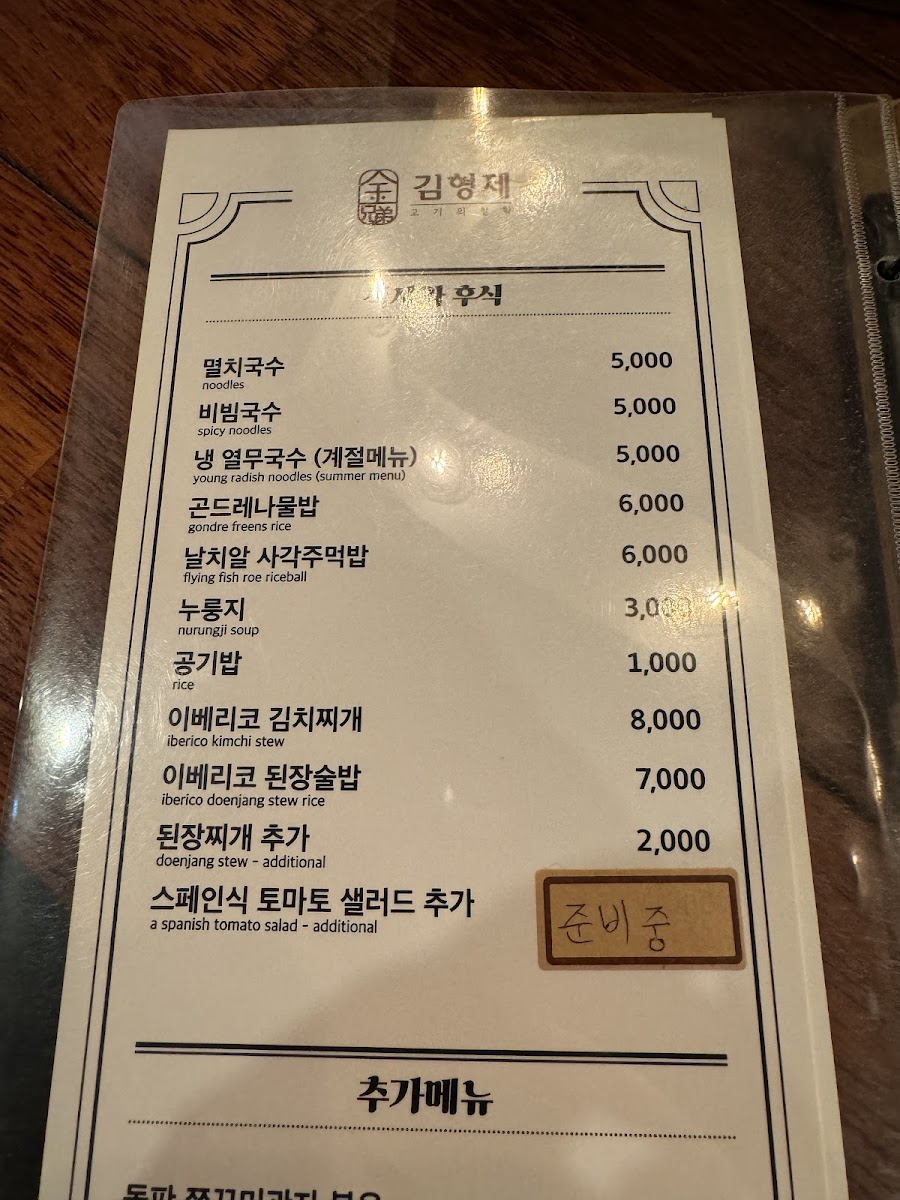 김형제
고기의철학
후식
멸치국수 5,000
noodles
비빔국수 5,000
spicy noodles
냉 열무국수 (계절메뉴) 5,000
young radish noodles (summer menu)
곤드레나물밥 6,000
gondre freens rice
날치알 사각주먹밥 6,000
flying fish roe riceball
누룽지 3,000
nurungji soup
공기밥 1,000
rice
이베리코 김치찌개 8,000
iberico kimchi stew
이베리코 된장술밥 7,000
iberico doenjang stew rice
된장찌개 추가 2,000
doenjang stew - additional
스페인식 토마토 샐러드 추가 준비중
a spanish tomato salad - additional
추가메뉴